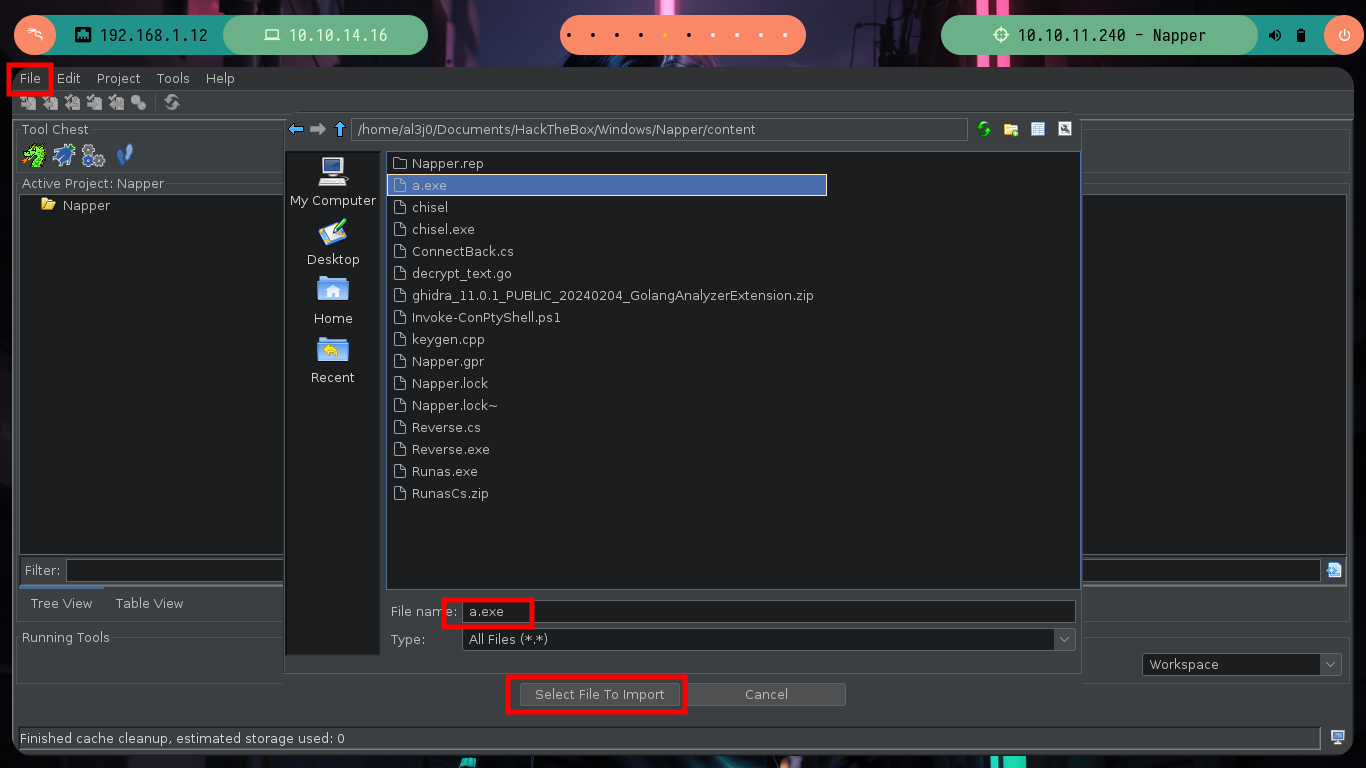 192.168.1.12
10.10.14.16
10.10.11.240 - Napper
File Edit Project Tools Help
Tool Chest
Active Project: Napper
Napper
/home/al3j0/Documents/HackTheBox/Windows/Napper/content
My Computer
Desktop
Home
Recent
Napper.rep
a.exe
chisel
chisel.exe
ConnectBack.cs
decrypt_text.go
ghidra_11.0.1_PUBLIC_20240204_GolangAnalyzerExtension.zip
Invoke-ConPtyShell.ps1
keygen.cpp
Napper.gpr
Napper.lock
Napper.lock~
Reverse.cs
Reverse.exe
Runas.exe
RunasCs.zip
Filter:
Tree View Table View
File name: a.exe
Type: All Files (*.*)
Running Tools
Workspace
Select File To Import Cancel
Finished cache cleanup, estimated storage used: 0